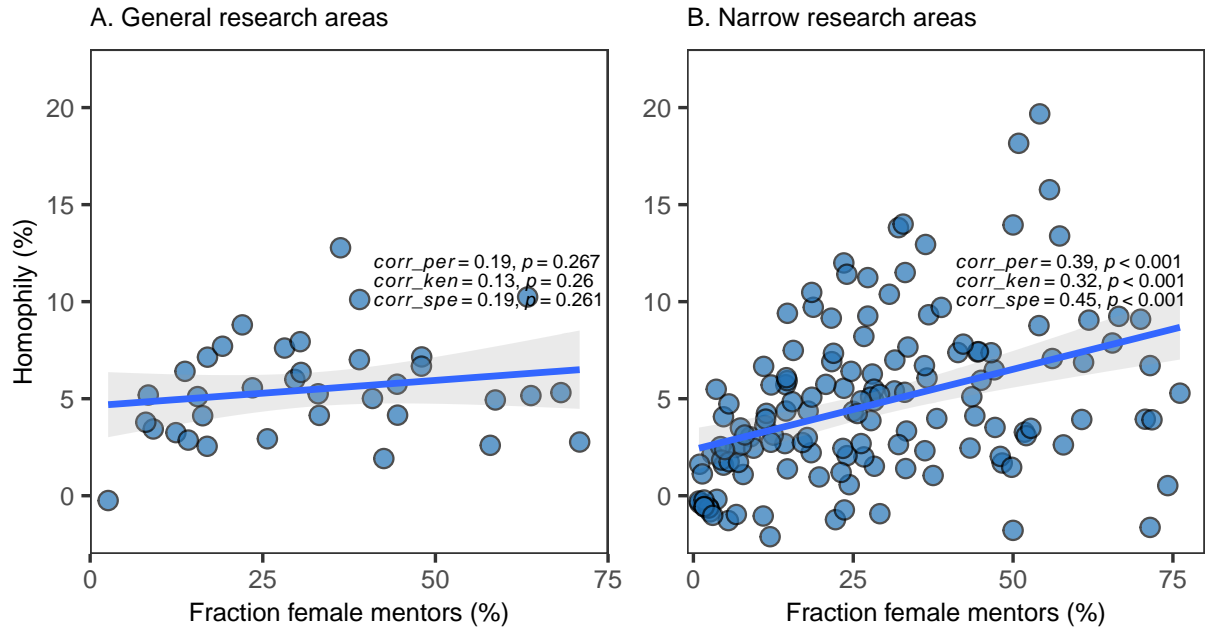 A. General research areas
B. Narrow research areas
Homophily (%)
20
15
10
5
0
corr_per = 0.19, p = 0.267
corr_ken = 0.13, p = 0.26
corr_spe = 0.19, p = 0.261
0
25
50
75
Fraction female mentors (%)
20
15
10
5
0
corr_per = 0.39, p < 0.001
corr_ken = 0.32, p < 0.001
corr_spe = 0.45, p < 0.001
0
25
50
75
Fraction female mentors (%)